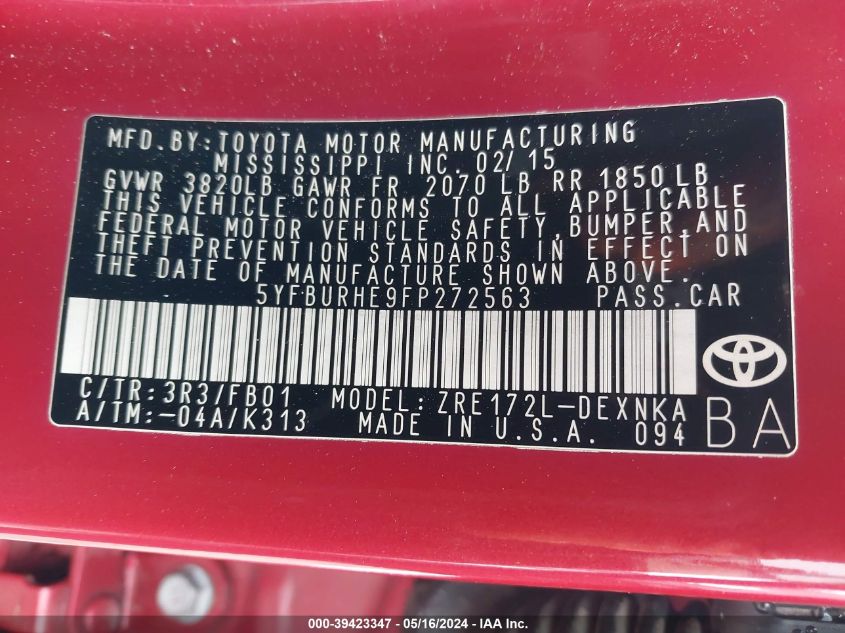 MFD.BY:TOYOTA MOTOR MANUFACTURING
MISSISSIPPI INC. 02/15
GVWR 3820LB GAWR FR 2070 LB RR 1850 LB
THIS VEHICLE CONFORMS TO ALL APPLICABLE
FEDERAL MOTOR VEHICLE SAFETY,BUMPER,AND
THEFT PREVENTION STANDARDS IN EFFECT ON
THE DATE OF MANUFACTURE SHOWN ABOVE.
5YFBURHE9FP272563 PASS.CAR
C/TR:3R3/FB01 MODEL:ZRE172L-DEXNKA
A/TM:-04A/K313 MADE IN U.S.A. 094
BA
000-39423347 - 05/16/2024 - IAA Inc.